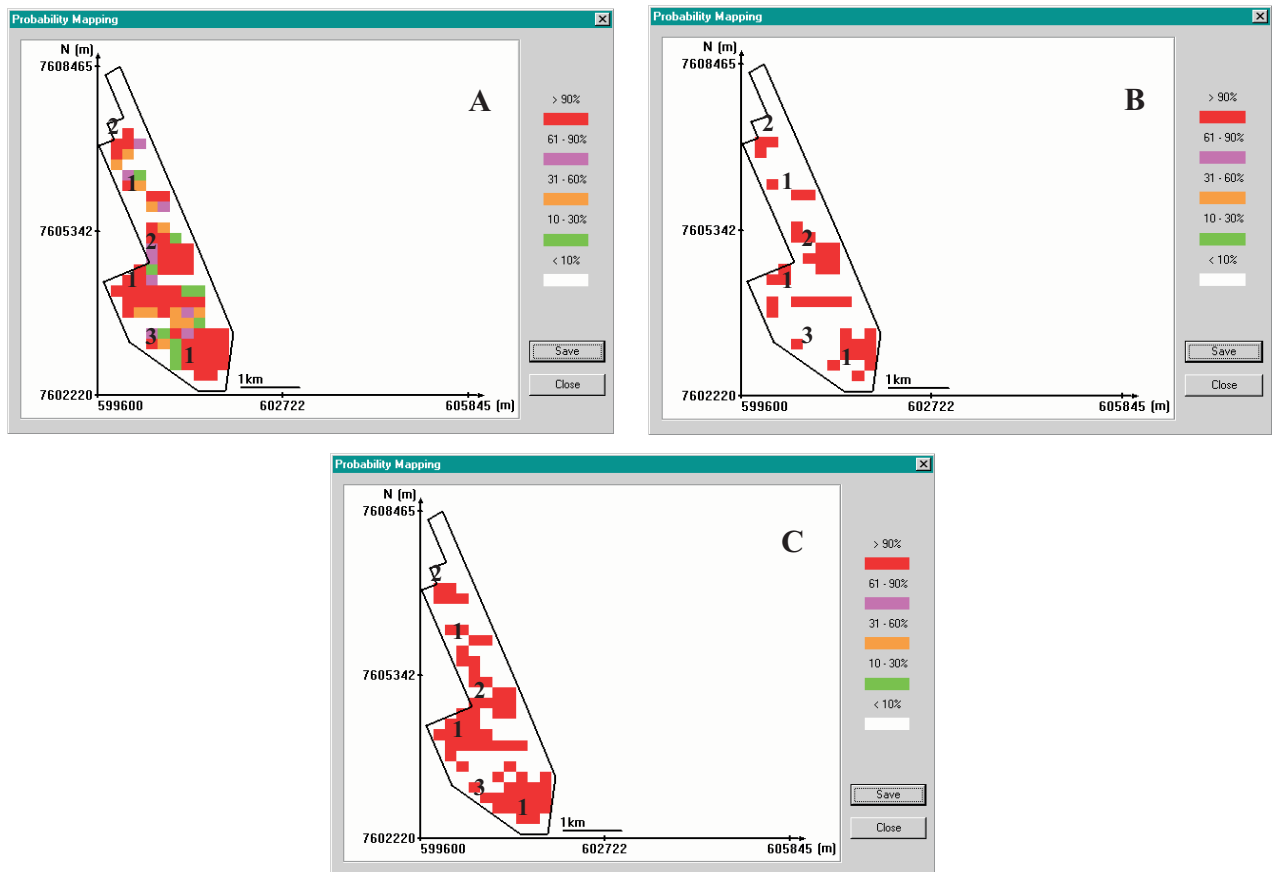 Probability Mapping
N (m)
7608465
A
2
1
7605342
2
1
3
1
1km
7602220
599600 602722 605845 (m)
> 90%
61 - 90%
31 - 60%
10 - 30%
< 10%
Save
Close
Probability Mapping
N (m)
7608465
B
2
1
7605342
2
1
3
1
1km
7602220
599600 602722 605845 (m)
> 90%
61 - 90%
31 - 60%
10 - 30%
< 10%
Save
Close
Probability Mapping
N (m)
7608465
C
2
1
7605342
2
1
3
1
1km
7602220
599600 602722 605845 (m)
> 90%
61 - 90%
31 - 60%
10 - 30%
< 10%
Save
Close